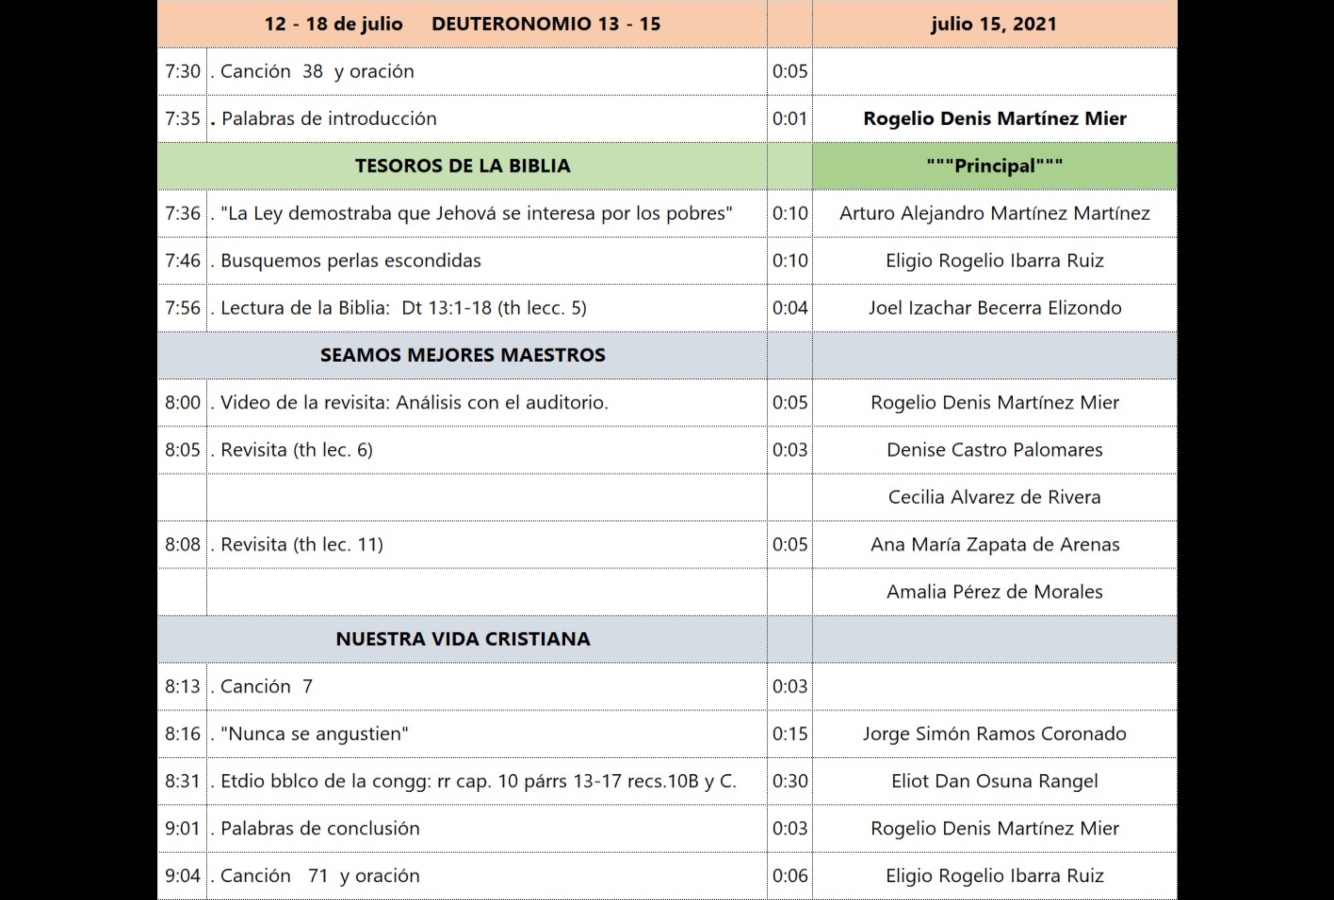 12 - 18 de julio DEUTERONOMIO 13 - 15 julio 15, 2021
7:30 . Canción 38 y oración 0:05
7:35 . Palabras de introducción 0:01 Rogelio Denis Martínez Mier
TESOROS DE LA BIBLIA """Principal"""
7:36 . "La Ley demostraba que Jehová se interesa por los pobres" 0:10 Arturo Alejandro Martínez Martínez
7:46 . Busquemos perlas escondidas 0:10 Eligio Rogelio Ibarra Ruiz
7:56 . Lectura de la Biblia: Dt 13:1-18 (th lecc. 5) 0:04 Joel Izachar Becerra Elizondo
SEAMOS MEJORES MAESTROS
8:00 . Video de la revisita: Análisis con el auditorio. 0:05 Rogelio Denis Martínez Mier
8:05 . Revisita (th lec. 6) 0:03 Denise Castro Palomares
Cecilia Alvarez de Rivera
8:08 . Revisita (th lec. 11) 0:05 Ana María Zapata de Arenas
Amalia Pérez de Morales
NUESTRA VIDA CRISTIANA
8:13 . Canción 7 0:03
8:16 . "Nunca se angustien" 0:15 Jorge Simón Ramos Coronado
8:31 . Etdio bblco de la congg: rr cap. 10 párrs 13-17 recs.10B y C. 0:30 Eliot Dan Osuna Rangel
9:01 . Palabras de conclusión 0:03 Rogelio Denis Martínez Mier
9:04 . Canción 71 y oración 0:06 Eligio Rogelio Ibarra Ruiz